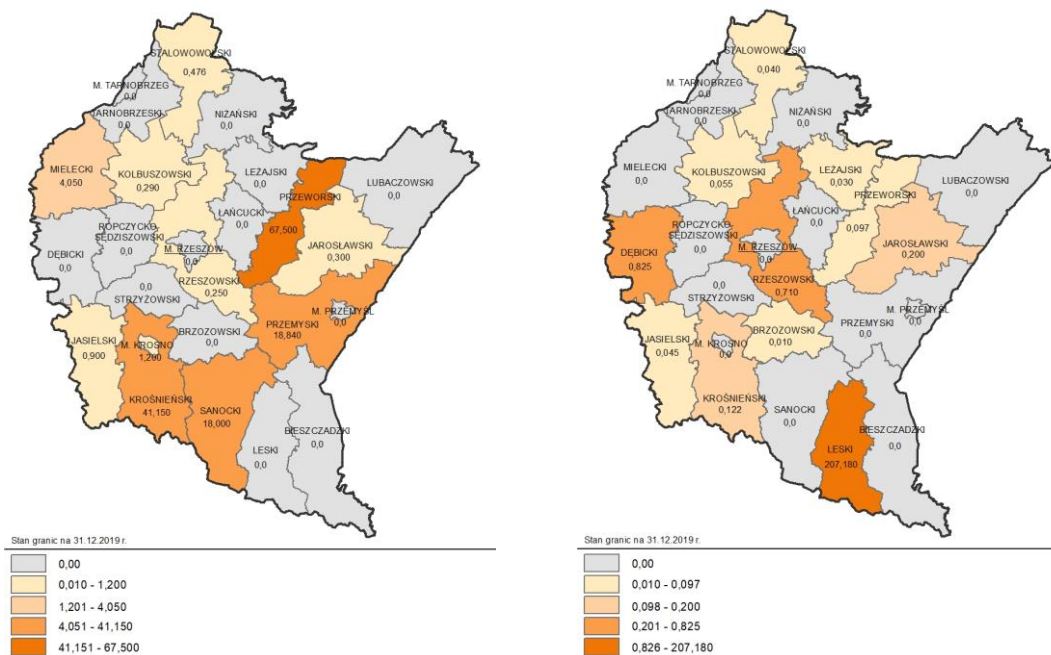 STALOWOWOLSKI
0,476
M. TARNOBRZEG
0,0
TARNOBRZESKI
0,0
NIŻAŃSKI
0,0
MIELECKI
4,050
KOLBUSZOWSKI
0,290
LEŻAJSKI
0,0
LUBACZOWSKI
0,0
PRZEWORSKI
67,500
ROPCZYCKO
SĘDZISZOWSKI
0,0
ŁAŃCUCKI
0,0
M. RZESZÓW
0,0
JAROSŁAWSKI
0,300
DĘBICKI
0,0
RZESZOWSKI
0,250
0,0
STRZYŻOWSKI
M. PRZEMYŚL
0,0
PRZEMYSKI
18,840
BRZOZOWSKI
0,0
JASIELSKI
0,900
M. KROSNO
1,200
KROŚNIEŃSKI
41,150
SANOCKI
18,000
BIESZCZADZKI
0,0
LESKI
0,0
Stan granic na 31.12.2019 r.
0,00
0,010 - 1,200
1,201 - 4,050
4,051 - 41,150
41,151 - 67,500
STALOWOWOLSKI
0,040
M. TARNOBRZEG
0,0
TARNOBRZESKI
0,0
NIŻAŃSKI
0,0
MIELECKI
0,0
KOLBUSZOWSKI
0,055
LEŻAJSKI
0,030
LUBACZOWSKI
0,0
PRZEWORSKI
0,097
ROPCZYCKO
SĘDZISZOWSKI
0,0
ŁAŃCUCKI
0,0
M. RZESZÓW
0,0
JAROSŁAWSKI
0,200
DĘBICKI
0,825
RZESZOWSKI
0,710
0,0
STRZYŻOWSKI
M. PRZEMYŚL
0,0
PRZEMYSKI
0,0
BRZOZOWSKI
0,010
JASIELSKI
0,045
M. KROSNO
0,0
KROŚNIEŃSKI
0,122
SANOCKI
0,0
BIESZCZADZKI
0,0
LESKI
207,180
Stan granic na 31.12.2019 r.
0,00
0,010 - 0,097
0,098 - 0,200
0,201 - 0,825
0,826 - 207,180